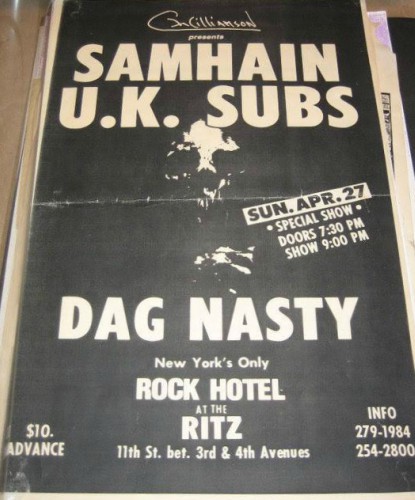 Williamson
presents
SAMHAIN
U.K. SUBS
SUN. APR. 27
• SPECIAL SHOW •
DOORS 7:30 PM
SHOW 9:00 PM
DAG NASTY
New York's Only
ROCK HOTEL
AT THE
RITZ
11th St. bet. 3rd & 4th Avenues
$10.
ADVANCE
INFO
279-1984
254-2800